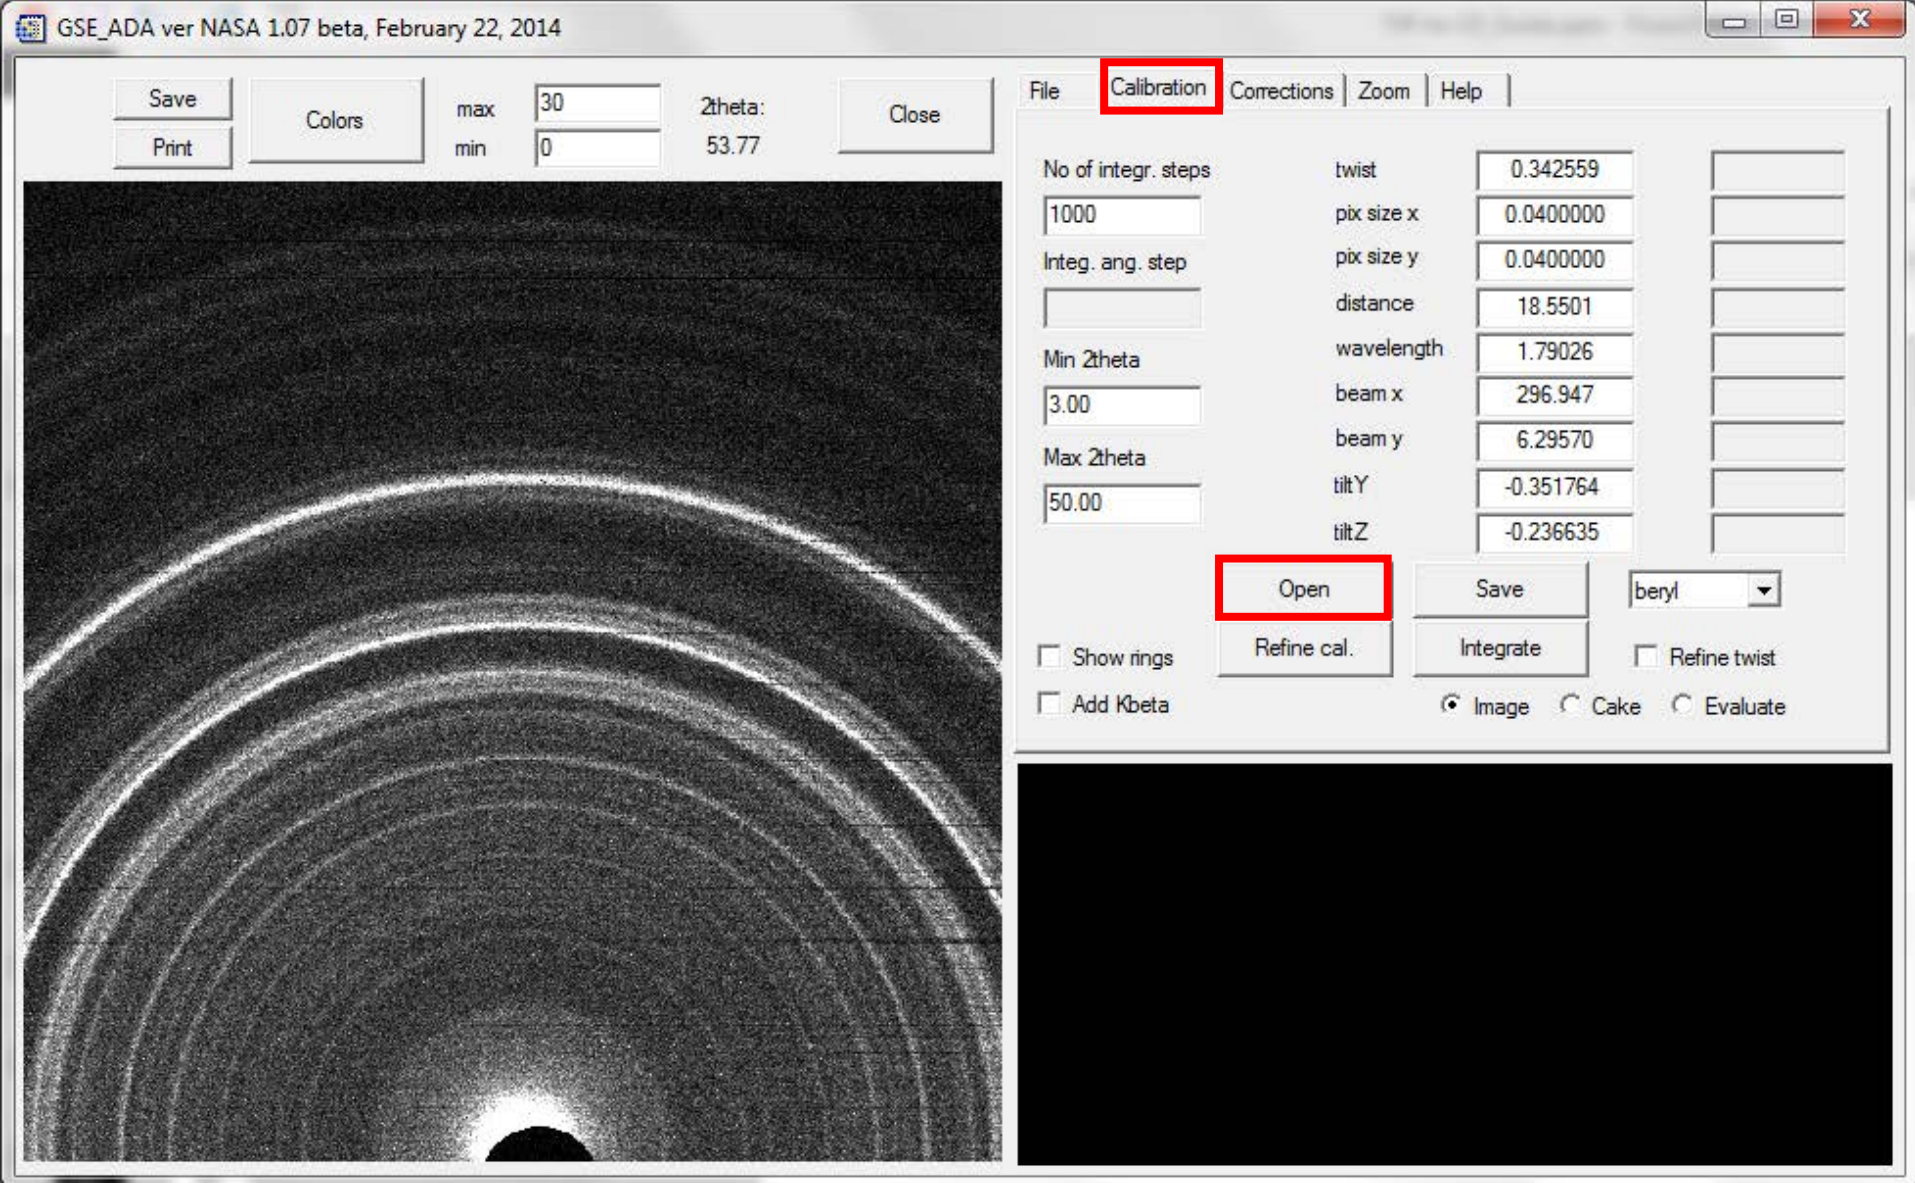 GSE_ADA ver NASA 1.07 beta, February 22, 2014
Save
Print
Colors
max 30
min 0
2theta:
53.77
Close
File Calibration Corrections Zoom Help
No of integr. steps
1000
Integ. ang. step
Min 2theta
3.00
Max 2theta
50.00
twist 0.342559
pix size x 0.0400000
pix size y 0.0400000
distance 18.5501
wavelength 1.79026
beam x 296.947
beam y 6.29570
tiltY -0.351764
tiltZ -0.236635
Open Save beryl
Show rings Refine cal. Integrate Refine twist
Add Kbeta Image Cake Evaluate